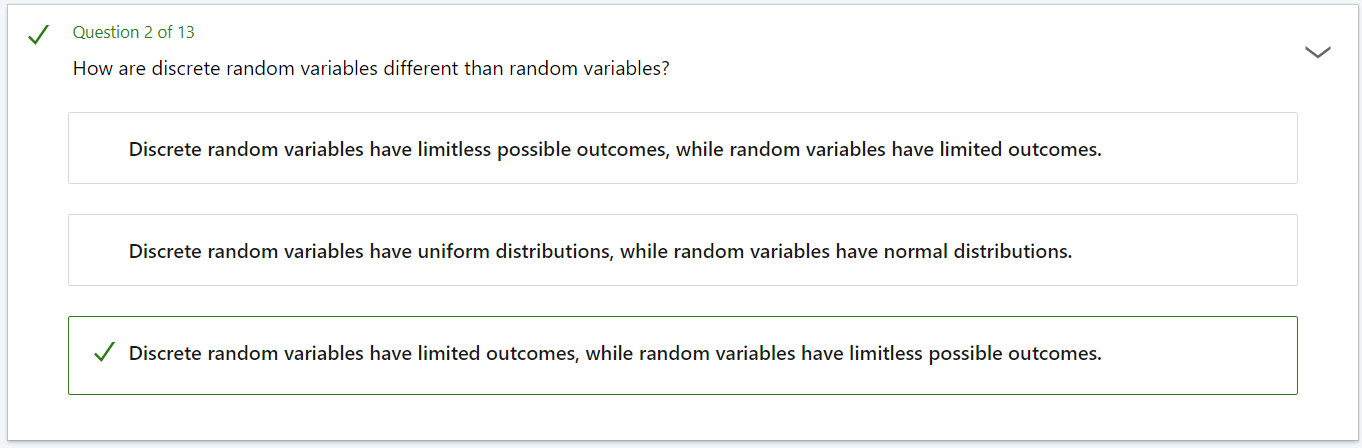 Question 2 of 13
How are discrete random variables different than random variables?
Discrete random variables have limitless possible outcomes, while random variables have limited outcomes.
Discrete random variables have uniform distributions, while random variables have normal distributions.
Discrete random variables have limited outcomes, while random variables have limitless possible outcomes.